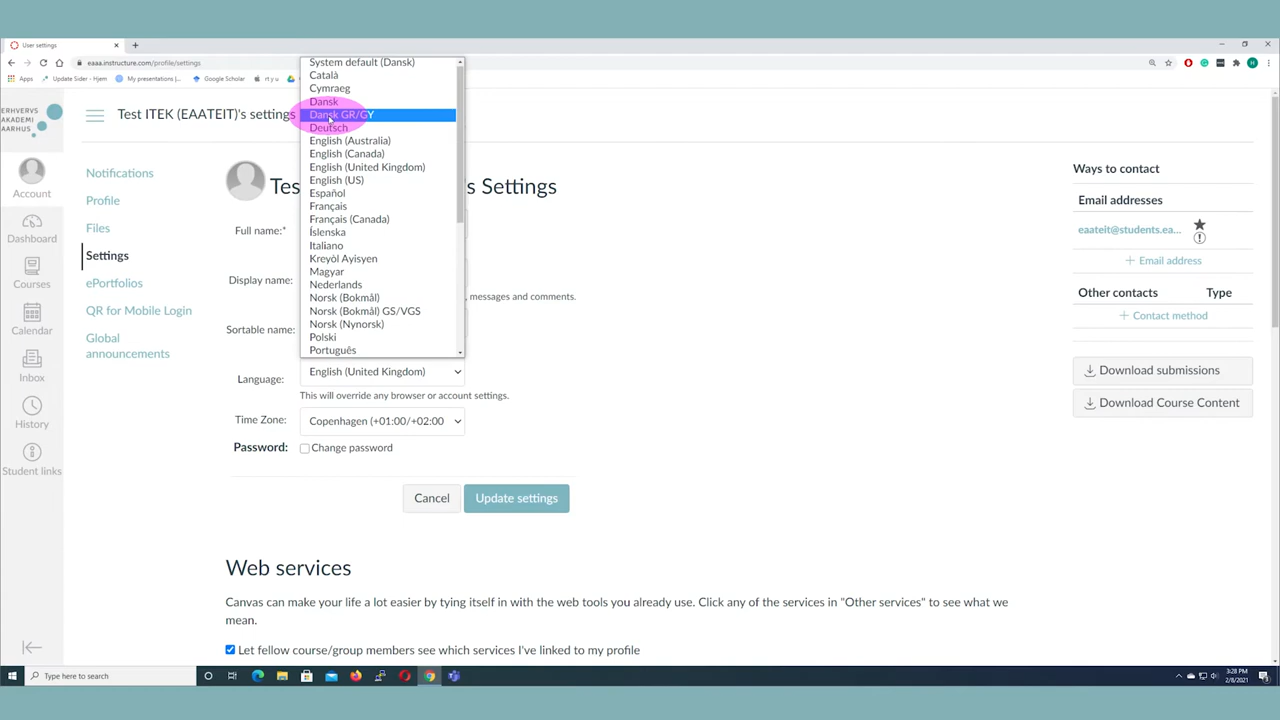 User settings
eaaa.instructure.com/profile/settings
Apps
Update Sider - Hjem
My presentations |...
Google Scholar
rt y u
ERHVERVS
AKADEMI
AARHUS
Test ITEK (EAATEIT)'s settings
Account
Dashboard
Courses
Calendar
Inbox
History
Student links
Notifications
Profile
Files
Settings
ePortfolios
QR for Mobile Login
Global
announcements
's Settings
Full name:*
Display name:
, messages and comments.
Sortable name:
System default (Dansk)
Català
Cymraeg
Dansk
Dansk GR/GY
Deutsch
English (Australia)
English (Canada)
English (United Kingdom)
English (US)
Español
Français
Français (Canada)
Íslenska
Italiano
Kreyòl Ayisyen
Magyar
Nederlands
Norsk (Bokmål)
Norsk (Bokmål) GS/VGS
Norsk (Nynorsk)
Polski
Português
Language:
English (United Kingdom)
This will override any browser or account settings.
Time Zone:
Copenhagen (+01:00/+02:00
Password:
Change password
Cancel
Update settings
Web services
Canvas can make your life a lot easier by tying itself in with the web tools you already use. Click any of the services in "Other services" to see what we
mean.
Let fellow course/group members see which services I've linked to my profile
Ways to contact
Email addresses
eaateit@students.ea...
+ Email address
Other contacts Type
+ Contact method
Download submissions
Download Course Content
Type here to search
3:28 PM
2/8/2021